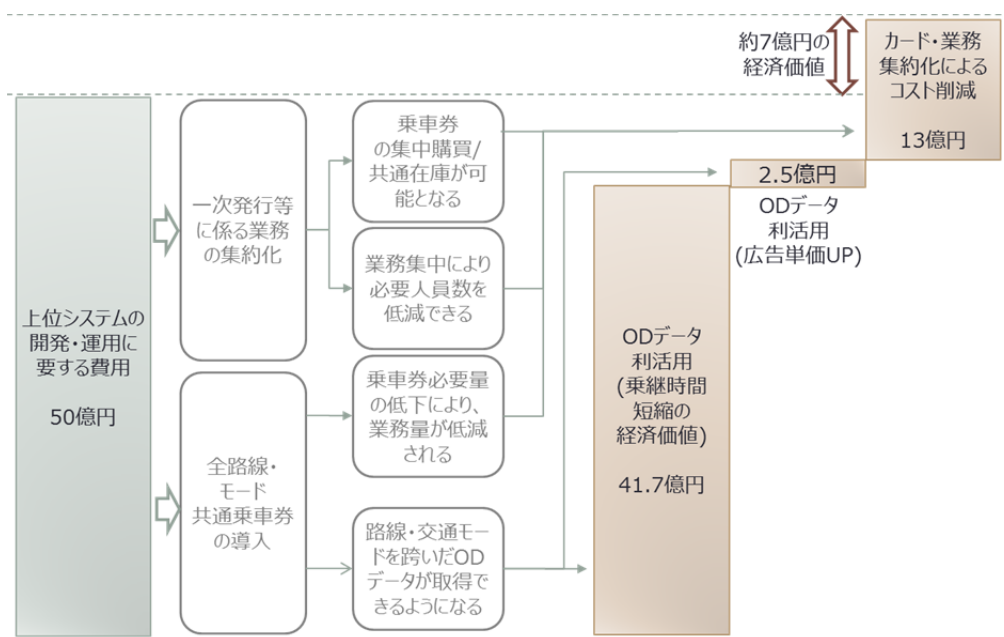 上位システムの
開発・運用に
要する費用
50億円
一次発行等
に係る業務
の集約化
全路線・
モード
共通乗車券
の導入
乗車券
の集中購買/
共通在庫が可
能となる
業務集中により
必要人員数を
低減できる
乗車券必要量
の低下により、
業務量が低減
される
路線・交通モー
ドを跨いだOD
データが取得で
きるようになる
ODデータ
利活用
(乗継時間
短縮の
経済価値)
41.7億円
2.5億円
ODデータ
利活用
(広告単価UP)
約7億円の
経済価値
カード・業務
集約化による
コスト削減
13億円